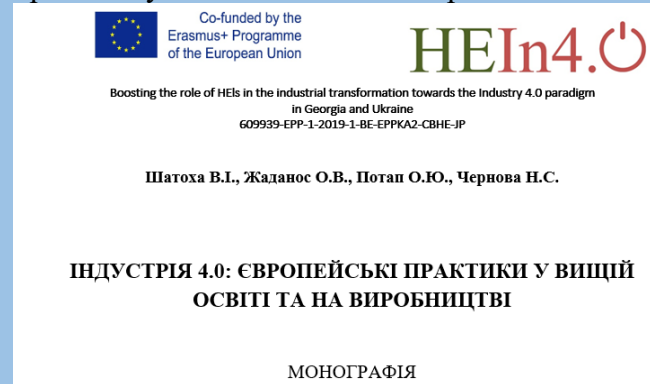 Co-funded by the
Erasmus+ Programme
of the European Union
HEIn4.
Boosting the role of HEIs in the industrial transformation towards the Industry 4.0 paradigm
in Georgia and Ukraine
609939-EPP-1-2019-1-BE-EPPKA2-CBHE-JP
Шатоха В.І., Жаданос О.В., Потап О.Ю., Чернова Н.С.
ІНДУСТРІЯ 4.0: ЄВРОПЕЙСЬКІ ПРАКТИКИ У ВИЩІЙ
ОСВІТІ ТА НА ВИРОБНИЦТВІ
МОНОГРАФІЯ